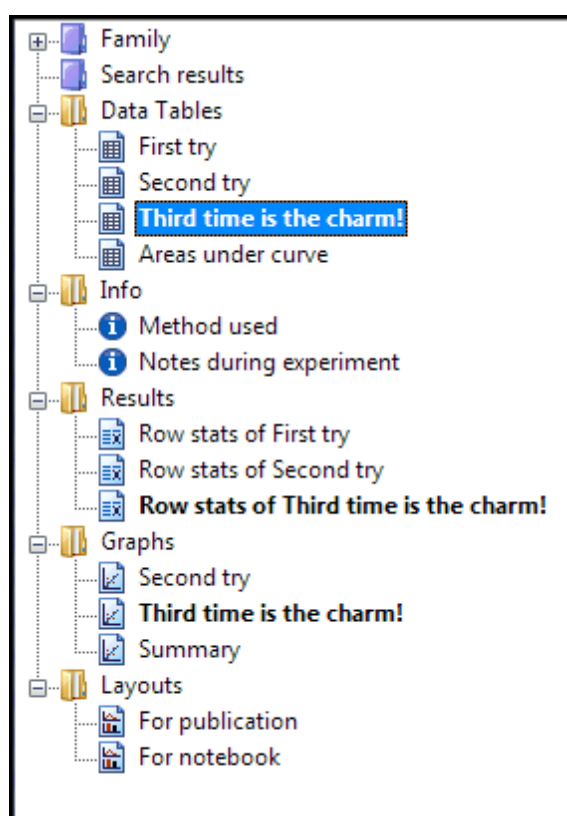 Family
Search results
Data Tables
First try
Second try
Third time is the charm!
Areas under curve
Info
Method used
Notes during experiment
Results
Row stats of First try
Row stats of Second try
Row stats of Third time is the charm!
Graphs
Second try
Third time is the charm!
Summary
Layouts
For publication
For notebook